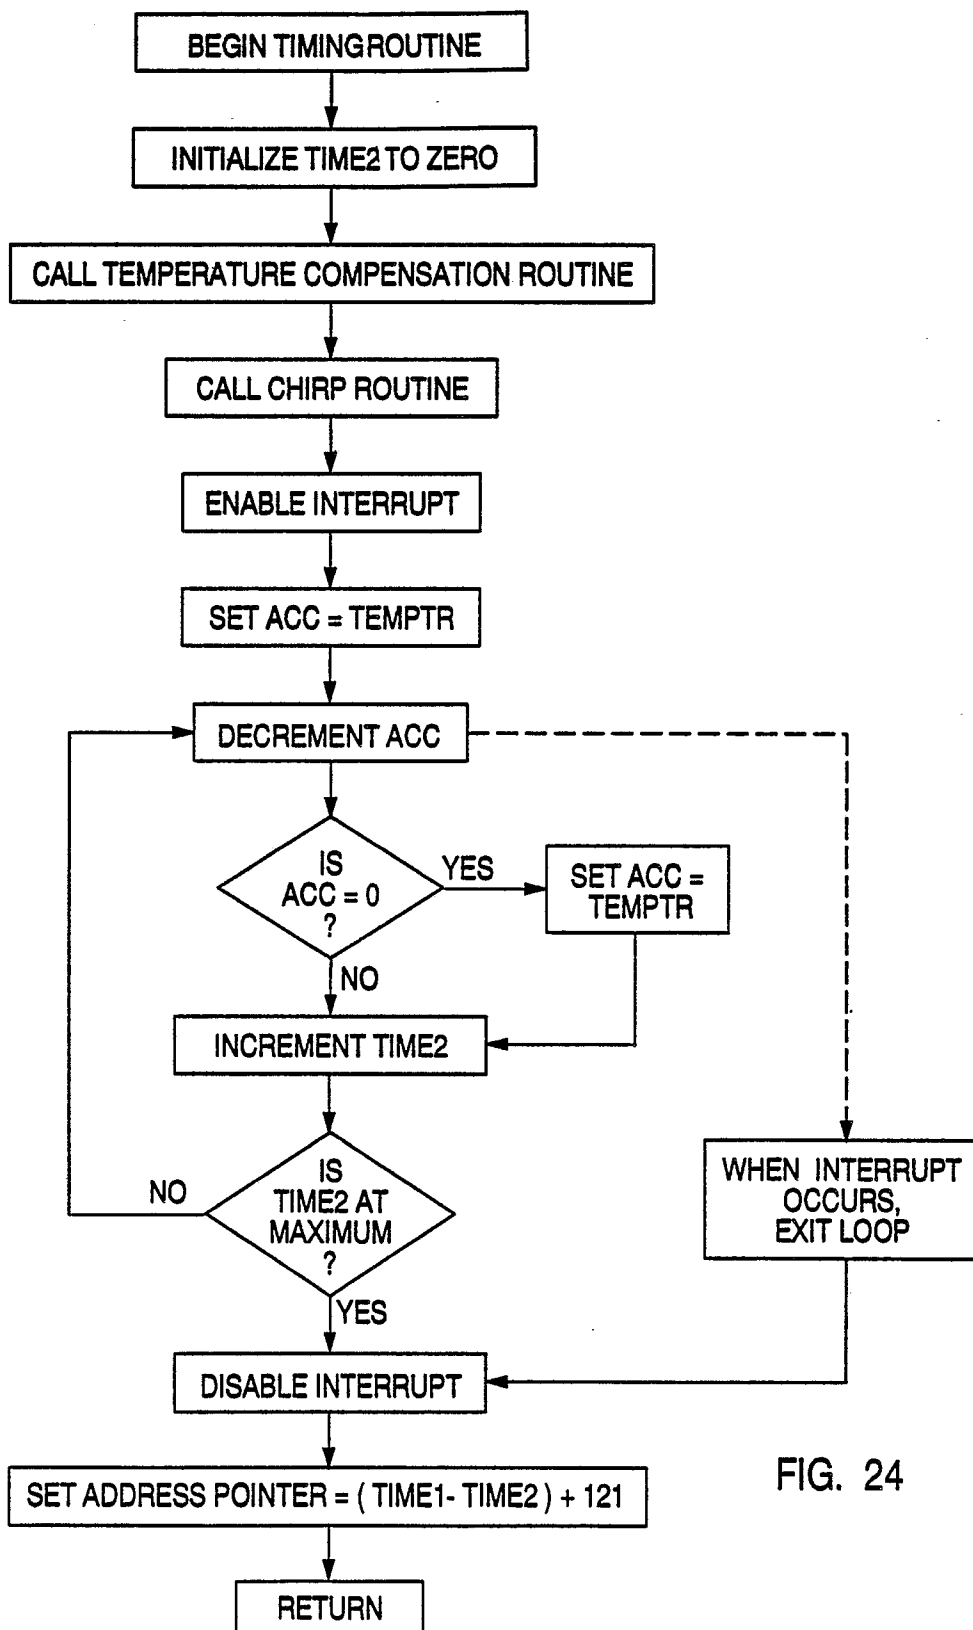 BEGIN TIMING ROUTINE
INITIALIZE TIME2 TO ZERO
CALL TEMPERATURE COMPENSATION ROUTINE
CALL CHIRP ROUTINE
ENABLE INTERRUPT
SET ACC = TEMPTR
DECREMENT ACC
IS
ACC = 0
?
YES
SET ACC =
TEMPTR
NO
INCREMENT TIME2
IS
TIME2 AT
MAXIMUM
?
NO
YES
WHEN INTERRUPT
OCCURS,
EXIT LOOP
DISABLE INTERRUPT
SET ADDRESS POINTER = ( TIME1- TIME2 ) + 121
RETURN
FIG. 24